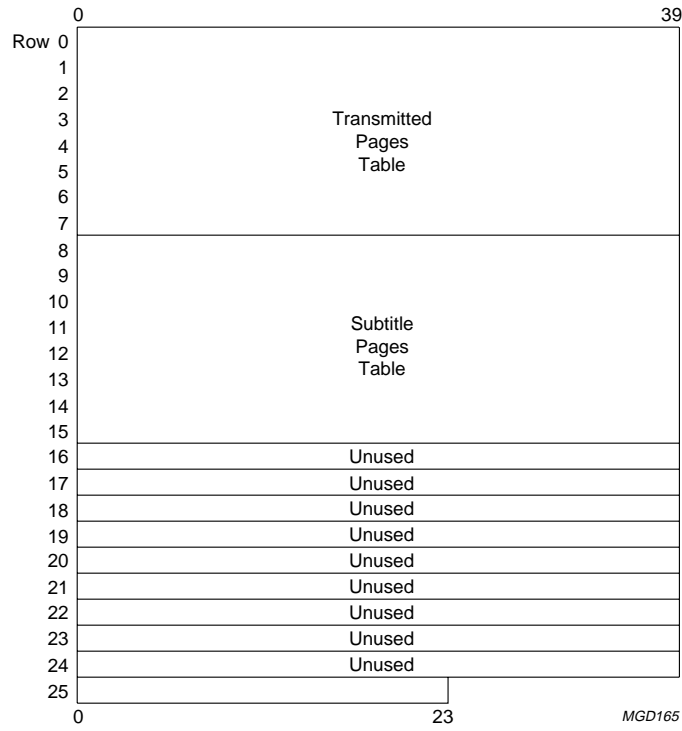 0 39
Row 0
1
2
3 Transmitted
4 Pages
5 Table
6
7
8
9
10
11 Subtitle
12 Pages
13 Table
14
15
16 Unused
17 Unused
18 Unused
19 Unused
20 Unused
21 Unused
22 Unused
23 Unused
24 Unused
25
0 23 MGD165